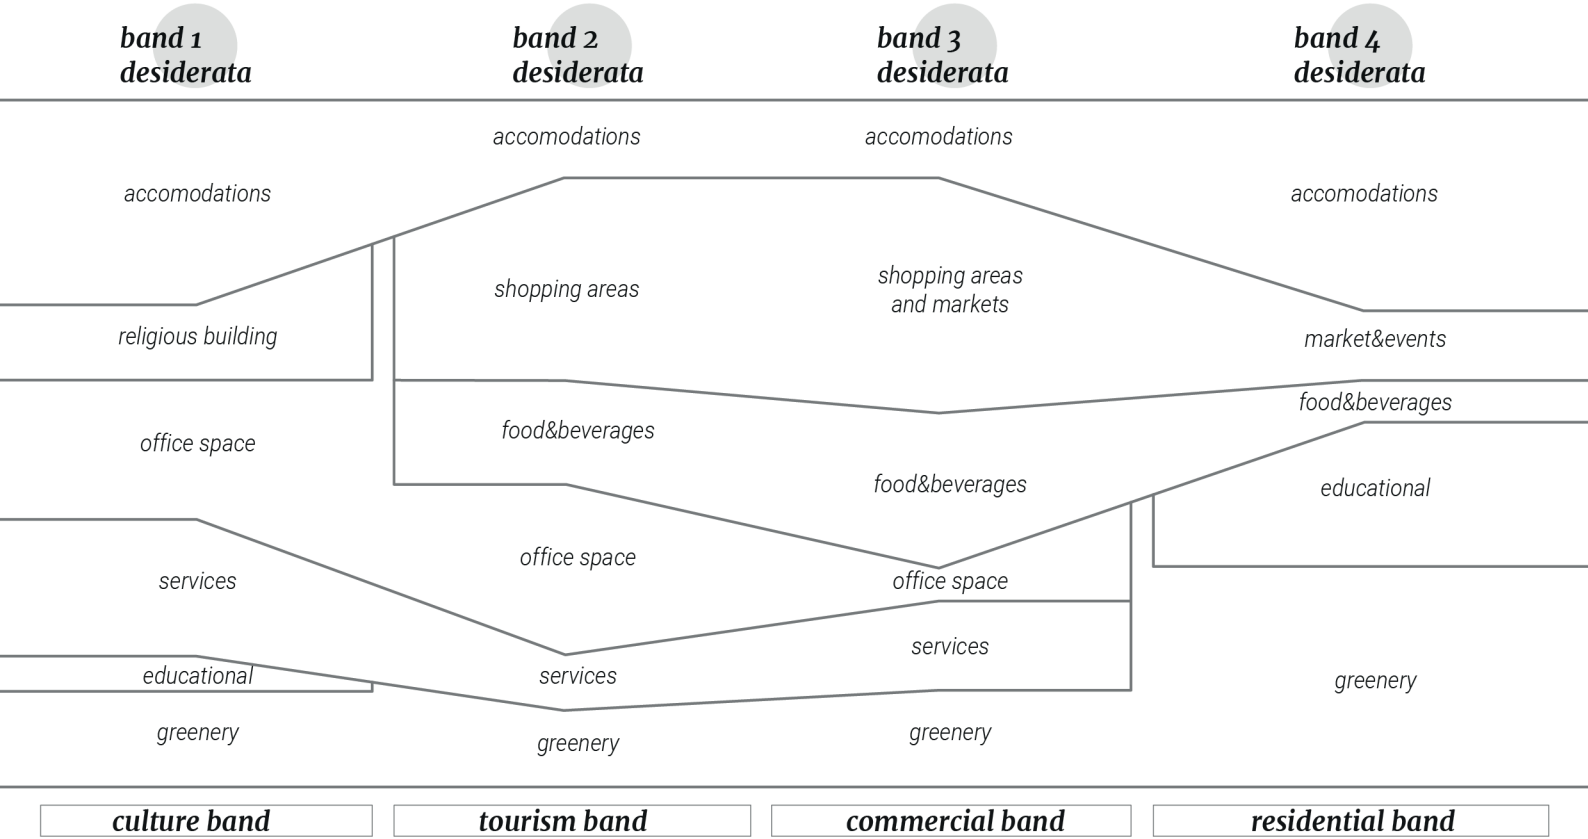 band 1
desiderata
band 2
desiderata
band 3
desiderata
band 4
desiderata
accomodations
religious building
office space
services
educational
greenery
accomodations
shopping areas
food&beverages
office space
services
greenery
accomodations
shopping areas
and markets
food&beverages
office space
services
greenery
accomodations
market&events
food&beverages
educational
greenery
culture band
tourism band
commercial band
residential band